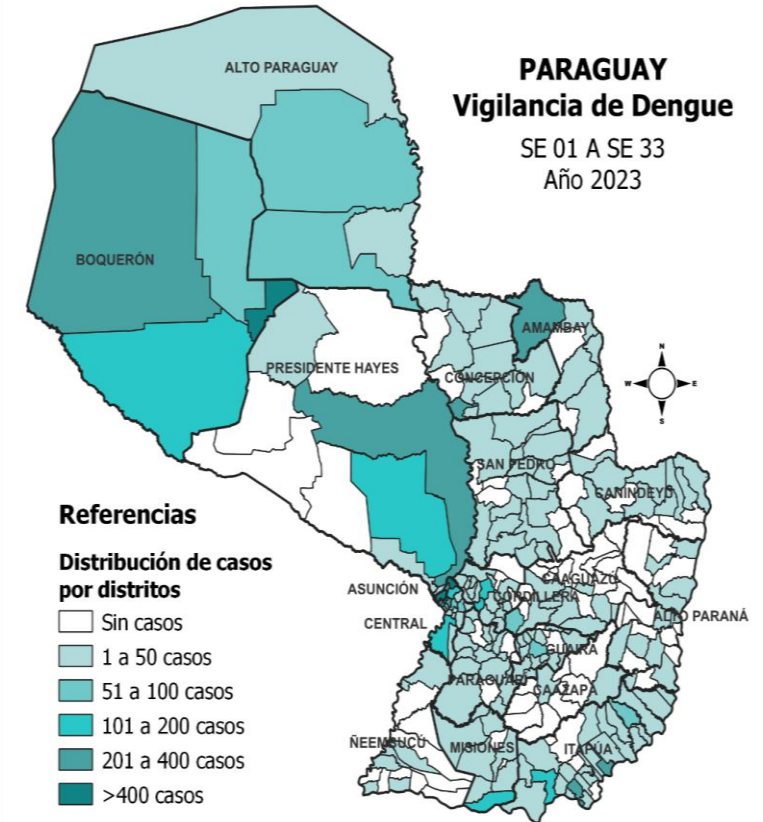 PARAGUAY
Vigilancia de Dengue
SE 01 A SE 33
Año 2023
ALTO PARAGUAY
BOQUERÓN
AMAMBAY
PRESIDENTE HAYES
CONCEPCIÓN
N
W
E
S
SAN PEDRO
CANINDEYÚ
Referencias
Distribución de casos
por distritos
Sin casos
1 a 50 casos
51 a 100 casos
101 a 200 casos
201 a 400 casos
>400 casos
ASUNCIÓN
CAAGUAZÚ
CORDILLERA
CENTRAL
ALTO PARANÁ
GUAIRÁ
PARAGUARÍ
CAAZAPÁ
ÑEEMBUCÚ
MISIONES
ITAPÚA